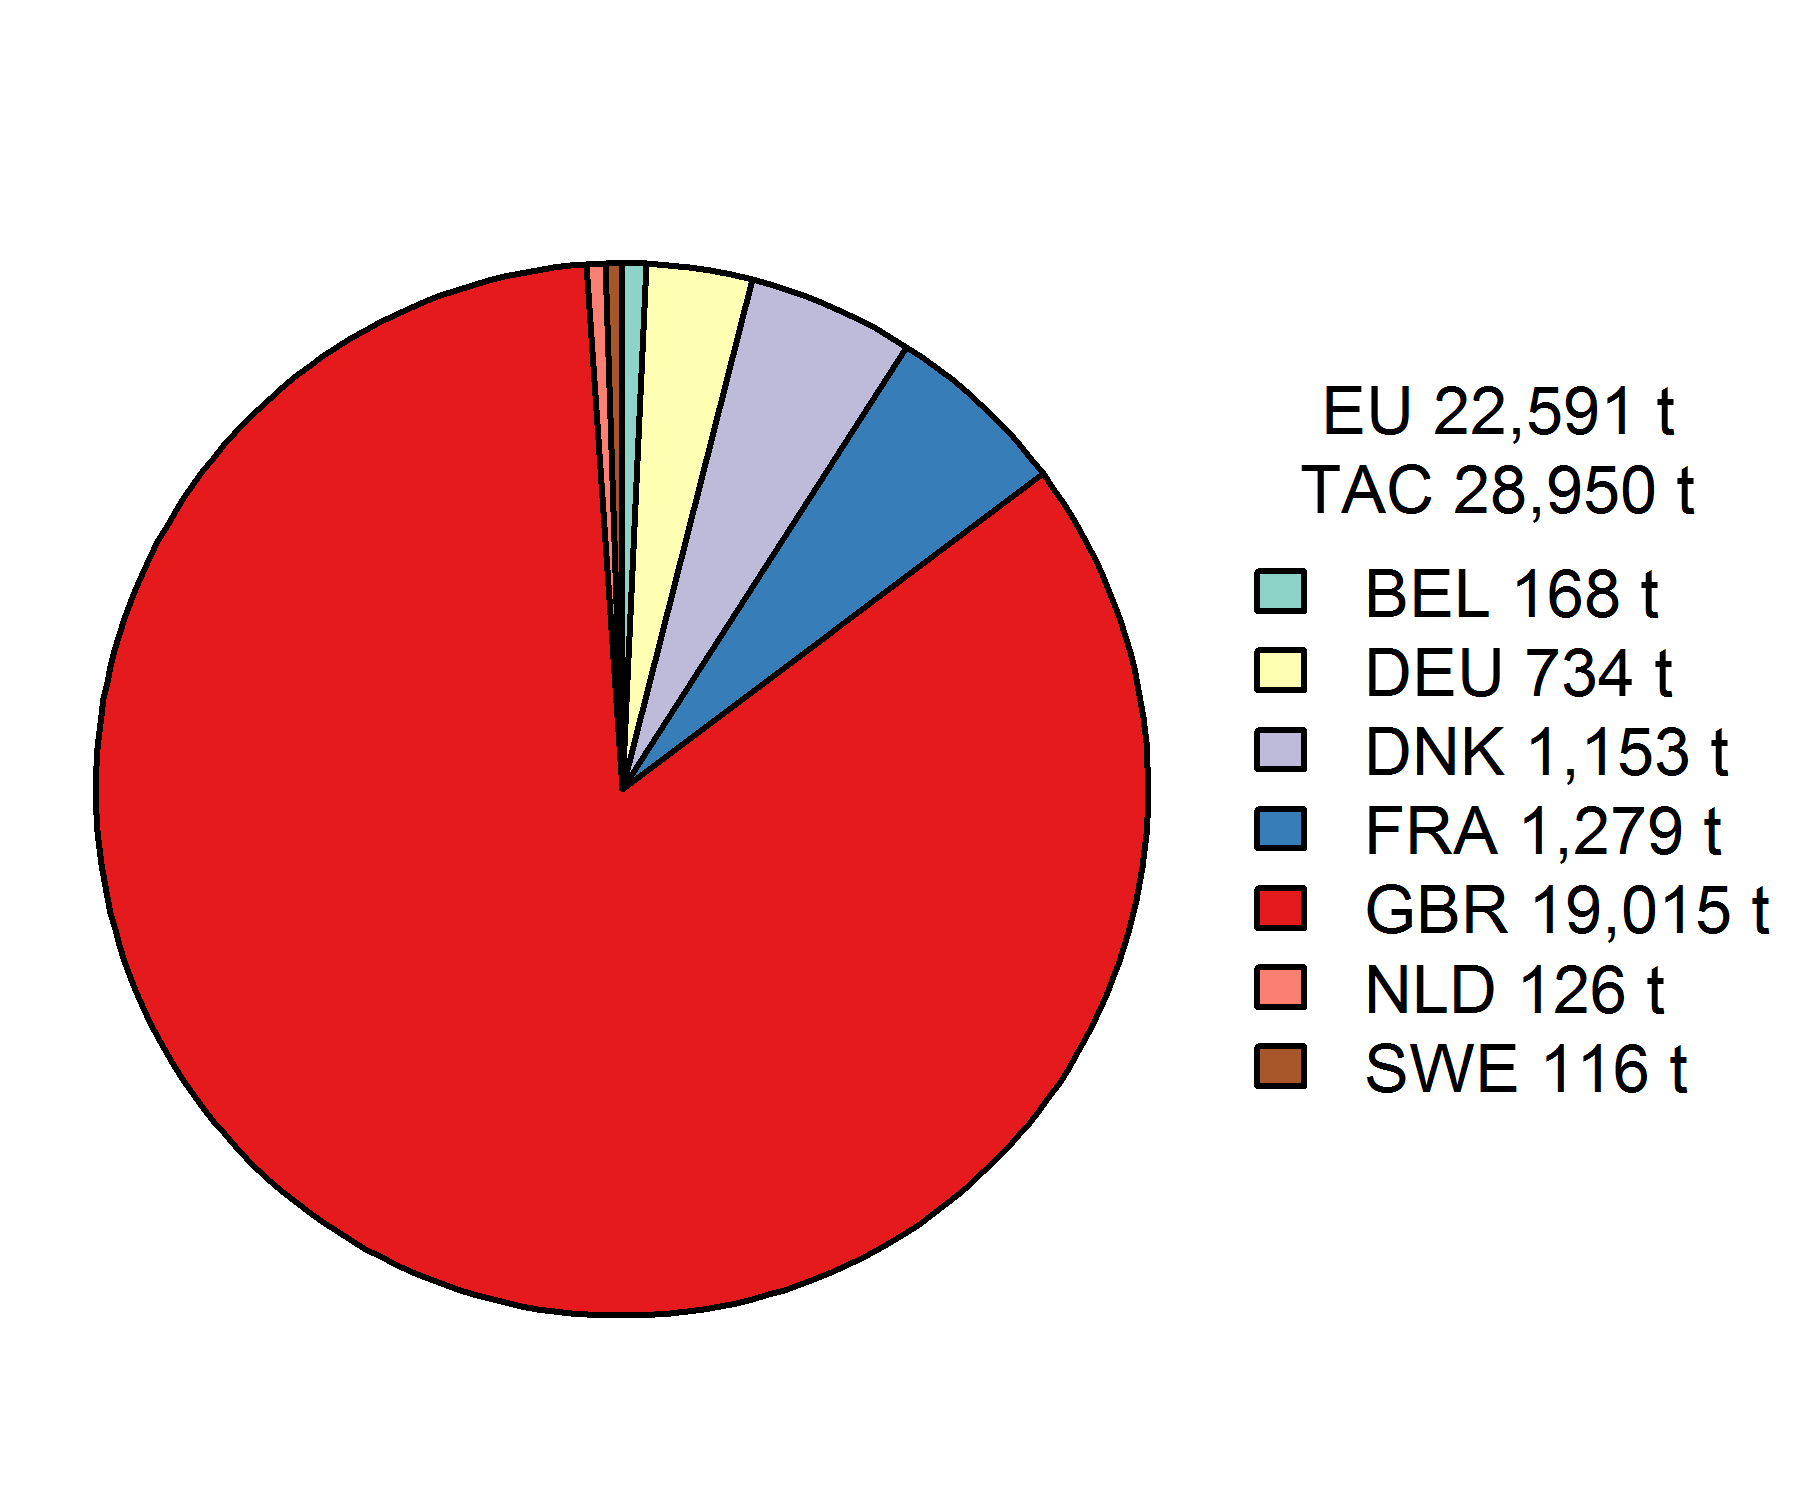 EU 22,591 t
TAC 28,950 t
BEL 168 t
DEU 734 t
DNK 1,153 t
FRA 1,279 t
GBR 19,015 t
NLD 126 t
SWE 116 t